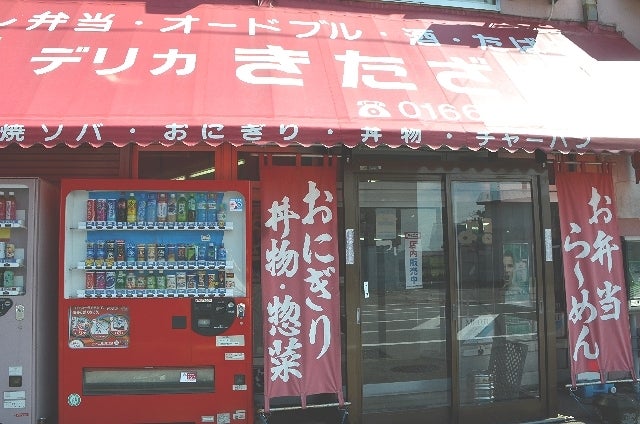 弁当・オードブル・酒・たば
デリカ きたざ
☎0166
焼ソバ・おにぎり・丼物・チャーハン
おにぎり
丼物・惣菜
店内販売中
お弁当
らーめん